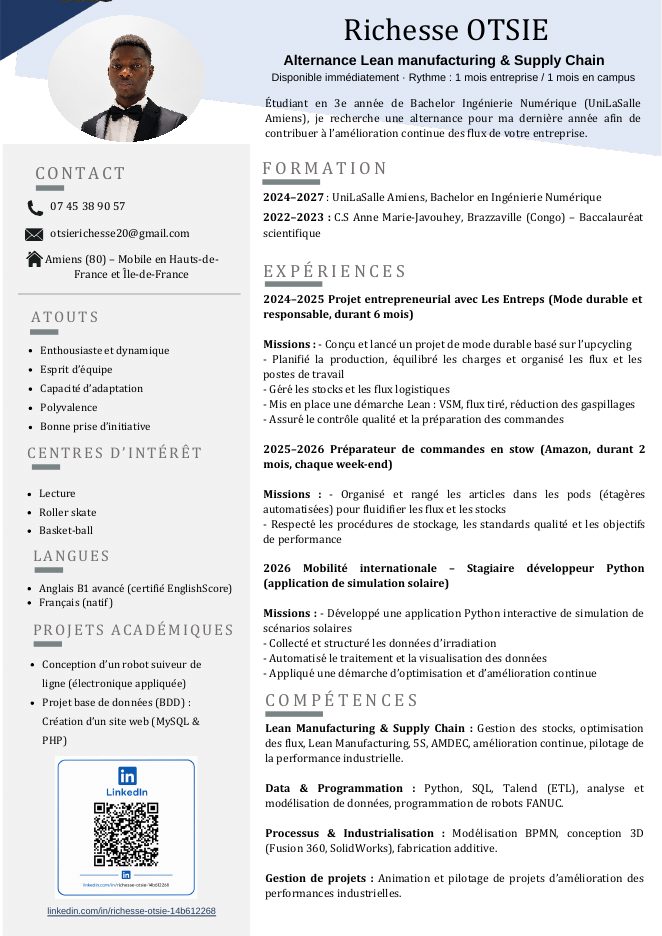 Richesse OTSIE
Alternance Lean manufacturing & Supply Chain
Disponible immédiatement · Rythme : 1 mois entreprise / 1 mois en campus
Étudiant en 3e année de Bachelor Ingénierie Numérique (UniLaSalle
Amiens), je recherche une alternance pour ma dernière année afin de
contribuer à l'amélioration continue des flux de votre entreprise.
CONTACT
07 45 38 90 57
otsierichesse20@gmail.com
Amiens (80) – Mobile en Hauts-de-
France et Île-de-France
ATOUTS
• Enthousiaste et dynamique
• Esprit d'équipe
• Capacité d'adaptation
• Polyvalence
• Bonne prise d'initiative
CENTRES D'INTÉRÊT
• Lecture
• Roller skate
• Basket-ball
LANGUES
• Anglais B1 avancé (certifié EnglishScore)
• Français (natif)
PROJETS ACADÉMIQUES
• Conception d'un robot suiveur de
ligne (électronique appliquée)
• Projet base de données (BDD) :
Création d'un site web (MySQL &
PHP)
in
LinkedIn
in
linkedin.com/in/richesse-otsie-14b612268
linkedin.com/in/richesse-otsie-14b612268
FORMATION
2024–2027 : UniLaSalle Amiens, Bachelor en Ingénierie Numérique
2022–2023 : C.S Anne Marie-Javouhey, Brazzaville (Congo) – Baccalauréat
scientifique
EXPÉRIENCES
2024–2025 Projet entrepreneurial avec Les Entreps (Mode durable et
responsable, durant 6 mois)
Missions : - Conçu et lancé un projet de mode durable basé sur l'upcycling
- Planifié la production, équilibré les charges et organisé les flux et les
postes de travail
- Géré les stocks et les flux logistiques
- Mis en place une démarche Lean : VSM, flux tiré, réduction des gaspillages
- Assuré le contrôle qualité et la préparation des commandes
2025–2026 Préparateur de commandes en stow (Amazon, durant 2
mois, chaque week-end)
Missions : - Organisé et rangé les articles dans les pods (étagères
automatisées) pour fluidifier les flux et les stocks
- Respecté les procédures de stockage, les standards qualité et les objectifs
de performance
2026 Mobilité internationale – Stagiaire développeur Python
(application de simulation solaire)
Missions : - Développé une application Python interactive de simulation de
scénarios solaires
- Collecté et structuré les données d'irradiation
- Automatisé le traitement et la visualisation des données
- Appliqué une démarche d'optimisation et d'amélioration continue
COMPÉTENCES
Lean Manufacturing & Supply Chain : Gestion des stocks, optimisation
des flux, Lean Manufacturing, 5S, AMDEC, amélioration continue, pilotage de
la performance industrielle.
Data & Programmation : Python, SQL, Talend (ETL), analyse et
modélisation de données, programmation de robots FANUC.
Processus & Industrialisation : Modélisation BPMN, conception 3D
(Fusion 360, SolidWorks), fabrication additive.
Gestion de projets : Animation et pilotage de projets d'amélioration des
performances industrielles.